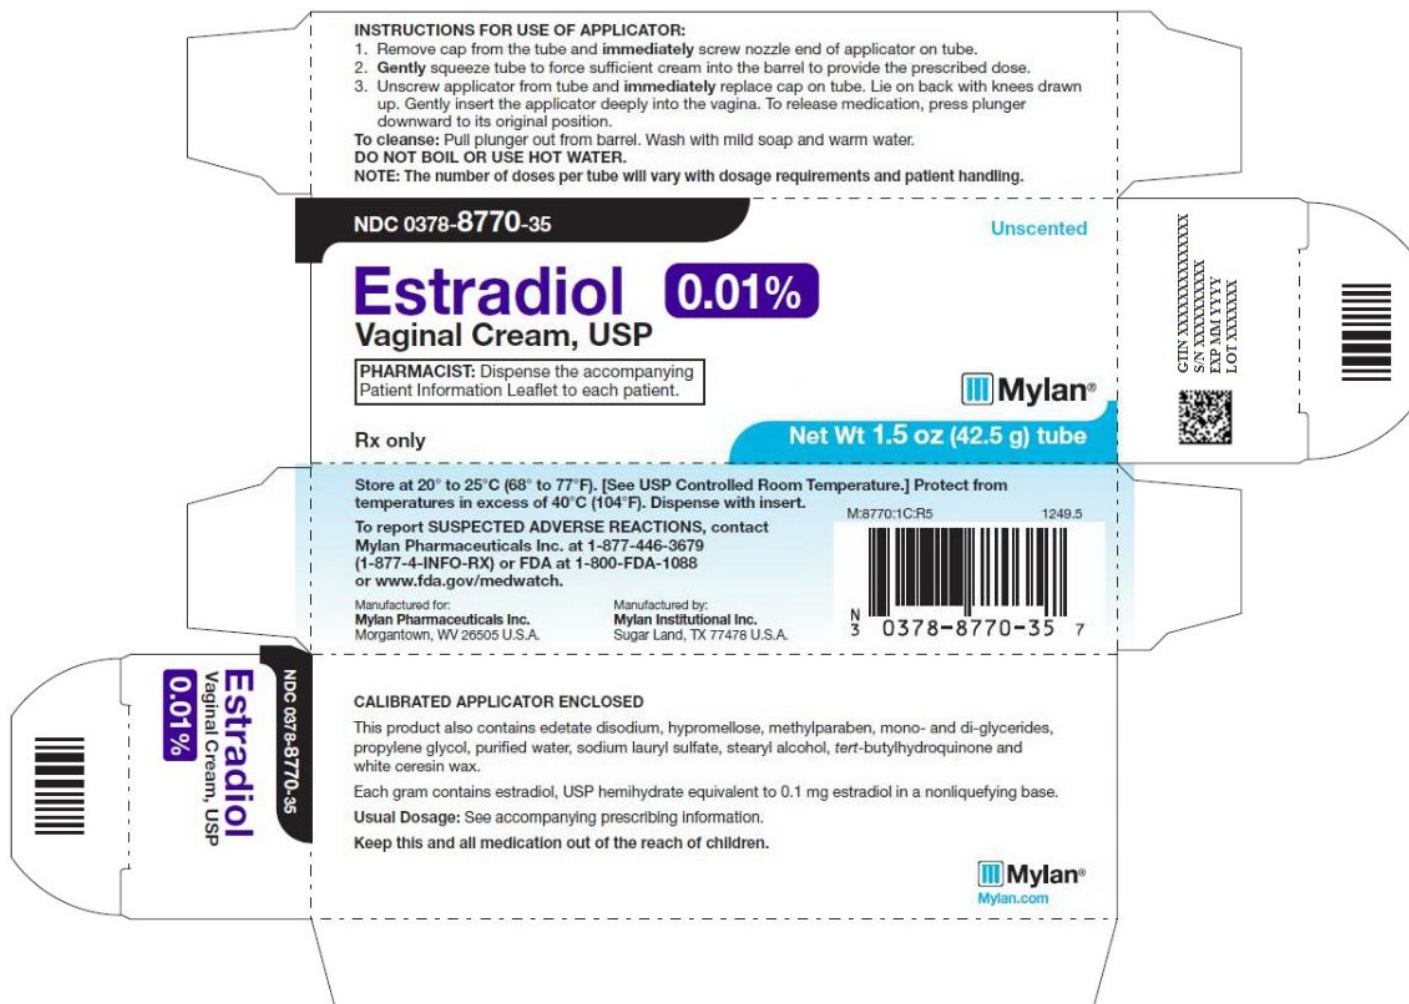 INSTRUCTIONS FOR USE OF APPLICATOR:
1. Remove cap from the tube and immediately screw nozzle end of applicator on tube.
2. Gently squeeze tube to force sufficient cream into the barrel to provide the prescribed dose.
3. Unscrew applicator from tube and immediately replace cap on tube. Lie on back with knees drawn
up. Gently insert the applicator deeply into the vagina. To release medication, press plunger
downward to its original position.
To cleanse: Pull plunger out from barrel. Wash with mild soap and warm water.
DO NOT BOIL OR USE HOT WATER.
NOTE: The number of doses per tube will vary with dosage requirements and patient handling.
NDC 0378-8770-35
Unscented
Estradiol 0.01%
Vaginal Cream, USP
PHARMACIST: Dispense the accompanying
Patient Information Leaflet to each patient.
Mylan®
Rx only
Net Wt 1.5 oz (42.5 g) tube
GTIN XXXXXXXXXXXXXX
S/N XXXXXXXXX
EXP MM YYYY
LOT XXXXXXX
Store at 20° to 25°C (68° to 77°F). [See USP Controlled Room Temperature.] Protect from
temperatures in excess of 40°C (104°F). Dispense with insert.
To report SUSPECTED ADVERSE REACTIONS, contact
Mylan Pharmaceuticals Inc. at 1-877-446-3679
(1-877-4-INFO-RX) or FDA at 1-800-FDA-1088
or www.fda.gov/medwatch.
Manufactured for:
Mylan Pharmaceuticals Inc.
Morgantown, WV 26505 U.S.A.
Manufactured by:
Mylan Institutional Inc.
Sugar Land, TX 77478 U.S.A.
M:8770:1C:R5 1249.5
N
3 0378-8770-35 7
NDC 0378-8770-35
Estradiol
Vaginal Cream, USP
0.01%
CALIBRATED APPLICATOR ENCLOSED
This product also contains edetate disodium, hypromellose, methylparaben, mono- and di-glycerides,
propylene glycol, purified water, sodium lauryl sulfate, stearyl alcohol, tert-butylhydroquinone and
white ceresin wax.
Each gram contains estradiol, USP hemihydrate equivalent to 0.1 mg estradiol in a nonliquefying base.
Usual Dosage: See accompanying prescribing information.
Keep this and all medication out of the reach of children.
Mylan®
Mylan.com